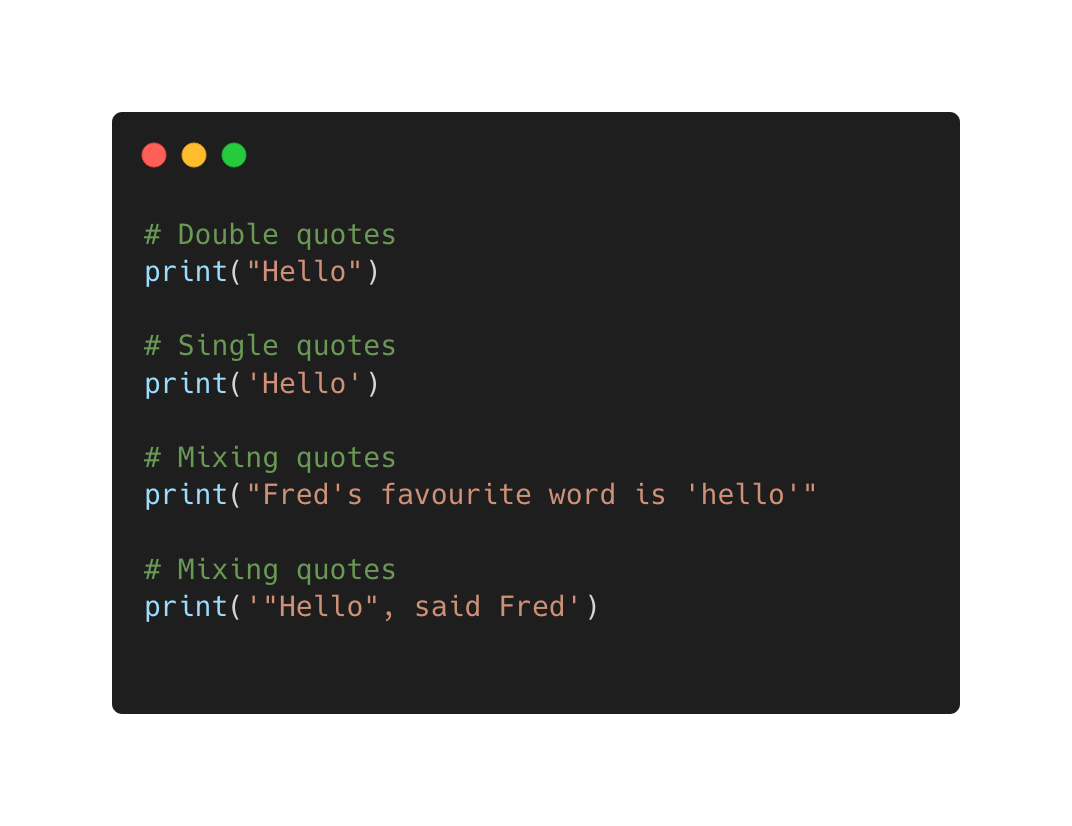 # Double quotes
print("Hello")
# Single quotes
print('Hello')
# Mixing quotes
print("Fred's favourite word is 'hello'"
# Mixing quotes
print('"Hello", said Fred')